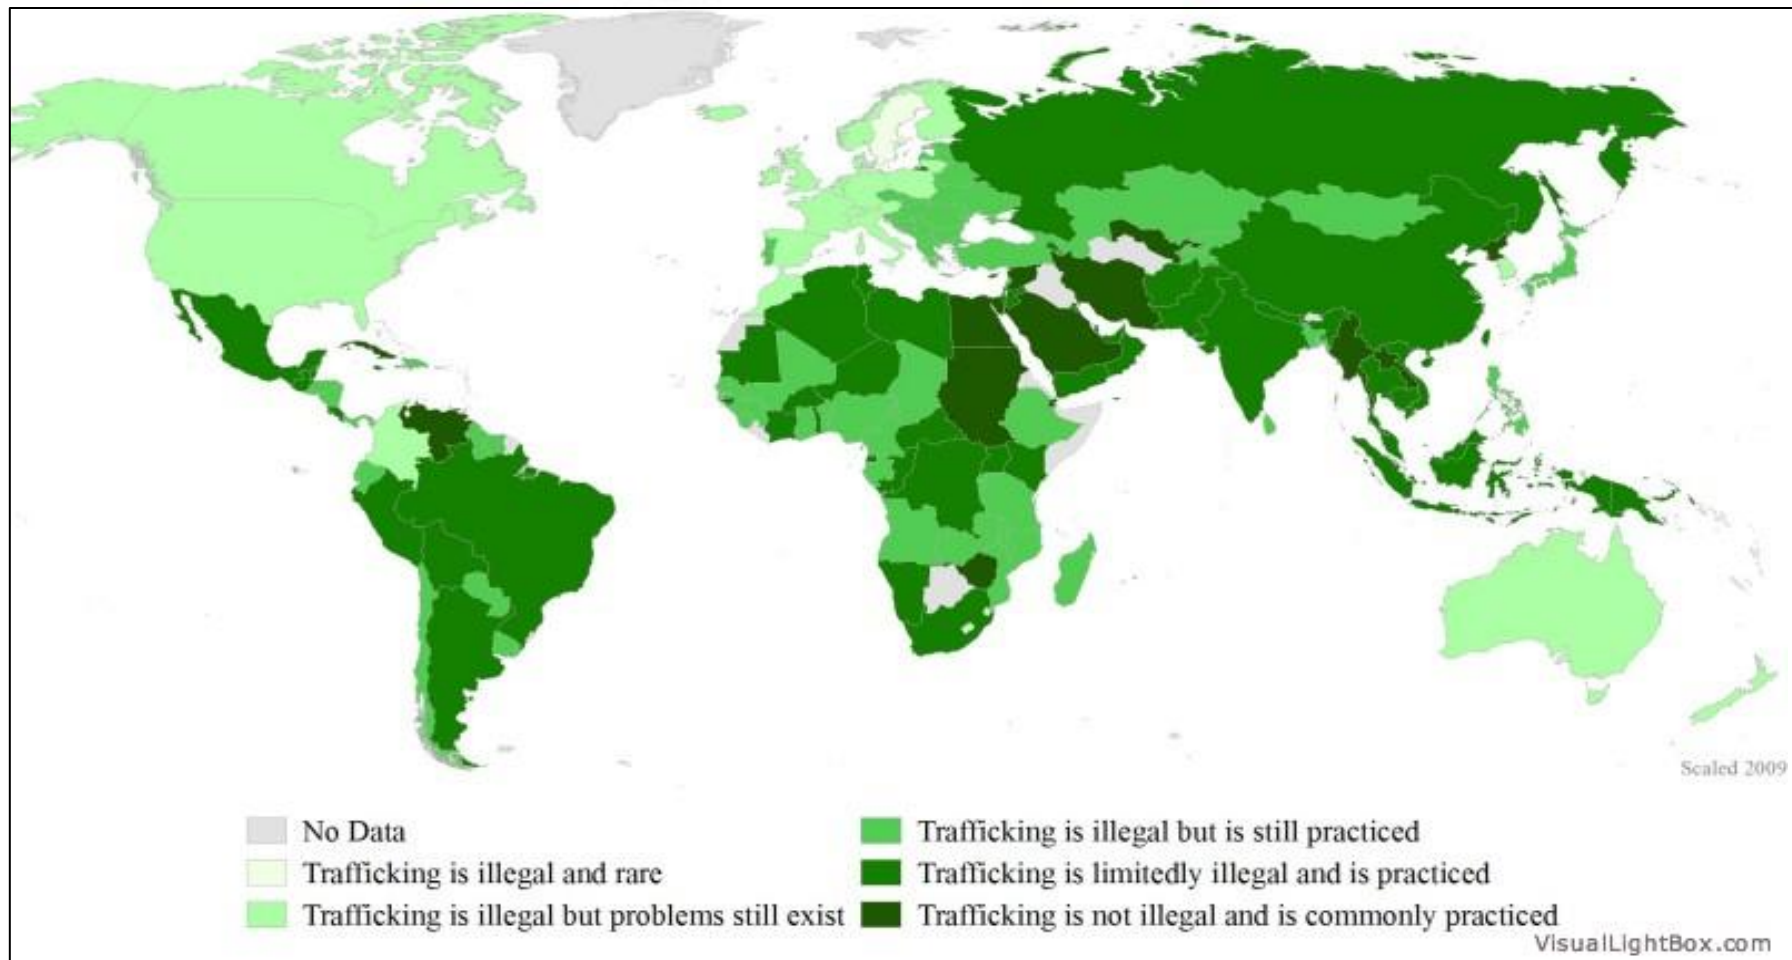 Scaled 2009
No Data
Trafficking is illegal and rare
Trafficking is illegal but problems still exist
Trafficking is illegal but is still practiced
Trafficking is limitedly illegal and is practiced
Trafficking is not illegal and is commonly practiced
VisualLightBox.com